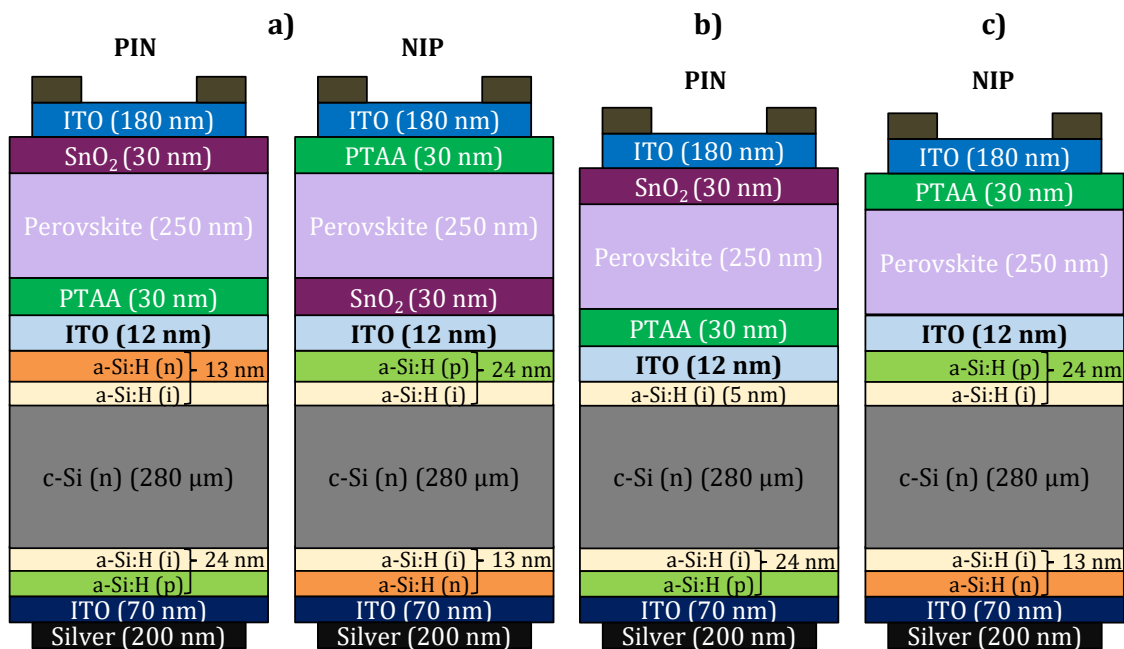 a)
PIN
ITO (180 nm)
SnO₂ (30 nm)
Perovskite (250 nm)
PTAA (30 nm)
ITO (12 nm)
a-Si:H (n)
13 nm
a-Si:H (i)
c-Si (n) (280 μm)
a-Si:H (i)
24 nm
a-Si:H (p)
ITO (70 nm)
Silver (200 nm)
NIP
ITO (180 nm)
PTAA (30 nm)
Perovskite (250 nm)
SnO₂ (30 nm)
ITO (12 nm)
a-Si:H (p)
24 nm
a-Si:H (i)
a-Si:H (i)
13 nm
a-Si:H (n)
ITO (70 nm)
Silver (200 nm)
b)
PIN
ITO (180 nm)
SnO₂ (30 nm)
Perovskite (250 nm)
PTAA (30 nm)
ITO (12 nm)
a-Si:H (i) (5 nm)
c-Si (n) (280 μm)
a-Si:H (i)
24 nm
a-Si:H (p)
ITO (70 nm)
Silver (200 nm)
c)
NIP
ITO (180 nm)
PTAA (30 nm)
Perovskite (250 nm)
ITO (12 nm)
a-Si:H (p)
24 nm
a-Si:H (i)
c-Si (n) (280 μm)
a-Si:H (i)
13 nm
a-Si:H (n)
ITO (70 nm)
Silver (200 nm)